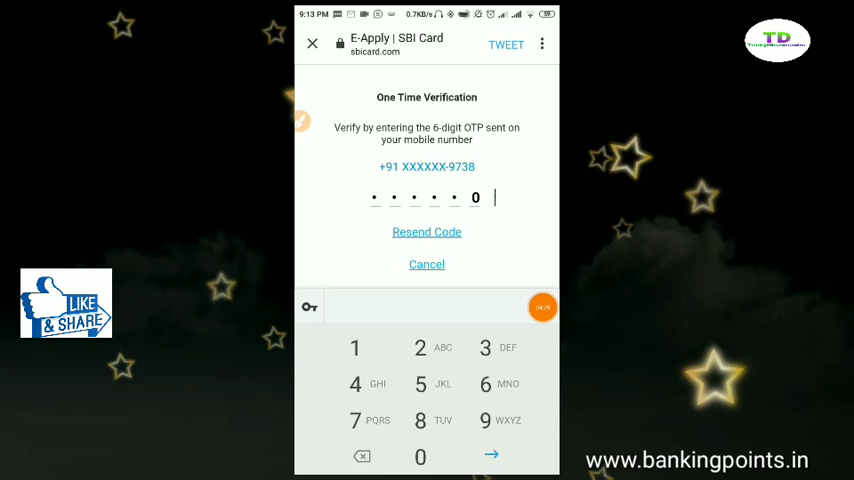 9:13 PM
0.7KB/s
59
E-Apply | SBI Card
sbicard.com
TWEET
TD
One Time Verification
Verify by entering the 6-digit OTP sent on
your mobile number
+91 XXXXXX-9738
• • • • • 0
Resend Code
Cancel
LIKE
& SHARE
04:29
1
2 ABC
3 DEF
4 GHI
5 JKL
6 MNO
7 PQRS
8 TUV
9 WXYZ
0
www.bankingpoints.in